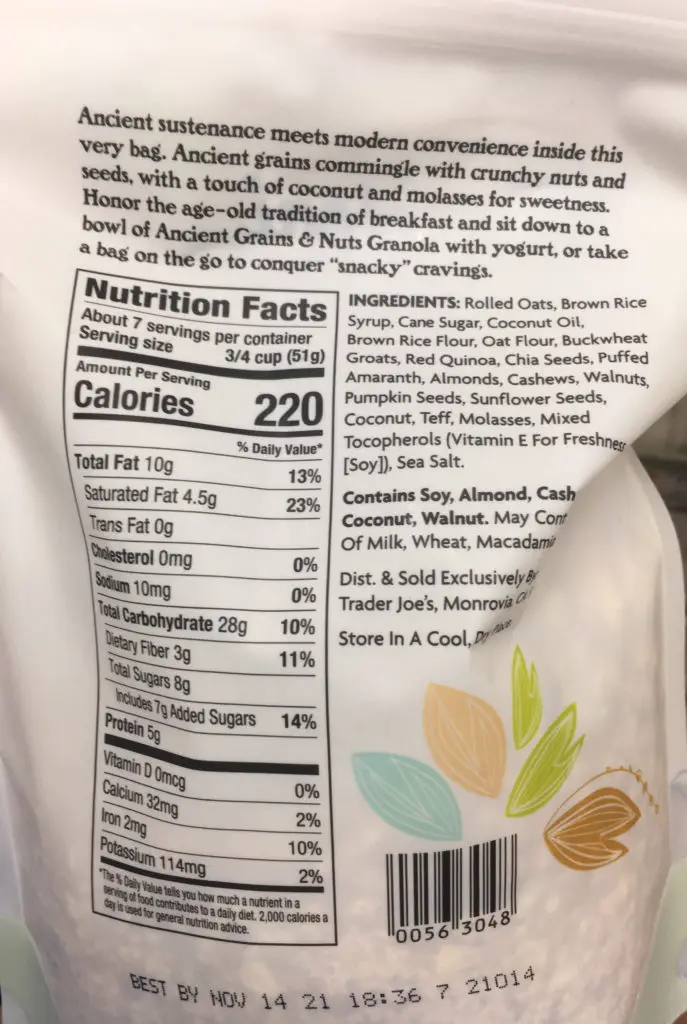 Ancient sustenance meets modern convenience inside this
very bag. Ancient grains commingle with crunchy nuts and
seeds, with a touch of coconut and molasses for sweetness.
Honor the age-old tradition of breakfast and sit down to a
bowl of Ancient Grains & Nuts Granola with yogurt, or take
a bag on the go to conquer "snacky" cravings.
Nutrition Facts
About 7 servings per container
Serving size 3/4 cup (51g)
Amount Per Serving
Calories 220
% Daily Value*
Total Fat 10g 13%
Saturated Fat 4.5g 23%
Trans Fat 0g
Cholesterol 0mg 0%
Sodium 10mg 0%
Total Carbohydrate 28g 10%
Dietary Fiber 3g 11%
Total Sugars 8g
Includes 7g Added Sugars 14%
Protein 5g
Vitamin D 0mcg 0%
Calcium 32mg 2%
Iron 2mg 10%
Potassium 114mg 2%
*The % Daily Value tells you how much a nutrient in a
serving of food contributes to a daily diet. 2,000 calories a
day is used for general nutrition advice.
INGREDIENTS: Rolled Oats, Brown Rice
Syrup, Cane Sugar, Coconut Oil,
Brown Rice Flour, Oat Flour, Buckwheat
Groats, Red Quinoa, Chia Seeds, Puffed
Amaranth, Almonds, Cashews, Walnuts,
Pumpkin Seeds, Sunflower Seeds,
Coconut, Teff, Molasses, Mixed
Tocopherols (Vitamin E For Freshness
[Soy]), Sea Salt.
Contains Soy, Almond, Cash
Coconut, Walnut. May Cont
Of Milk, Wheat, Macadami
Dist. & Sold Exclusively By
Trader Joe's, Monrovia CA
Store In A Cool, Dry Place
0056 3048
BEST BY NOV 14 21 18:36 7 21014